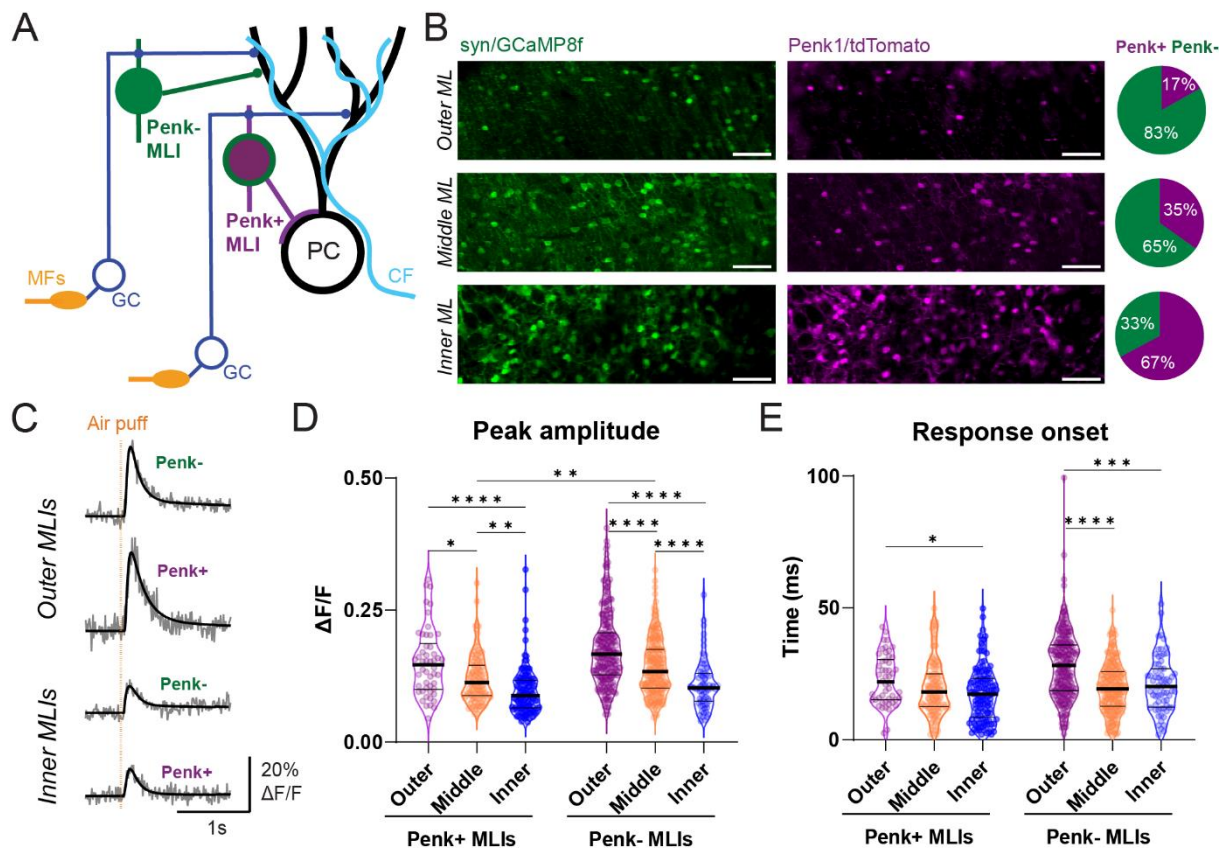 A
Penk-
MLI
Penk+
MLI
PC
CF
MFs
GC
GC
B
syn/GCaMP8f
Penk1/tdTomato
Penk+ Penk-
Outer ML
17%
83%
Middle ML
35%
65%
Inner ML
33%
67%
C
Air puff
Outer MLIs
Penk-
Penk+
Inner MLIs
Penk-
Penk+
20%
ΔF/F
1s
D
Peak amplitude
ΔF/F
0.50
0.25
0.00
* *
* * * *
* * * *
* *
* * * *
*
* * * *
Outer
Middle
Inner
Outer
Middle
Inner
Penk+ MLIs
Penk- MLIs
E
Response onset
Time (ms)
100
50
0
* * *
* * * *
*
Outer
Middle
Inner
Outer
Middle
Inner
Penk+ MLIs
Penk- MLIs